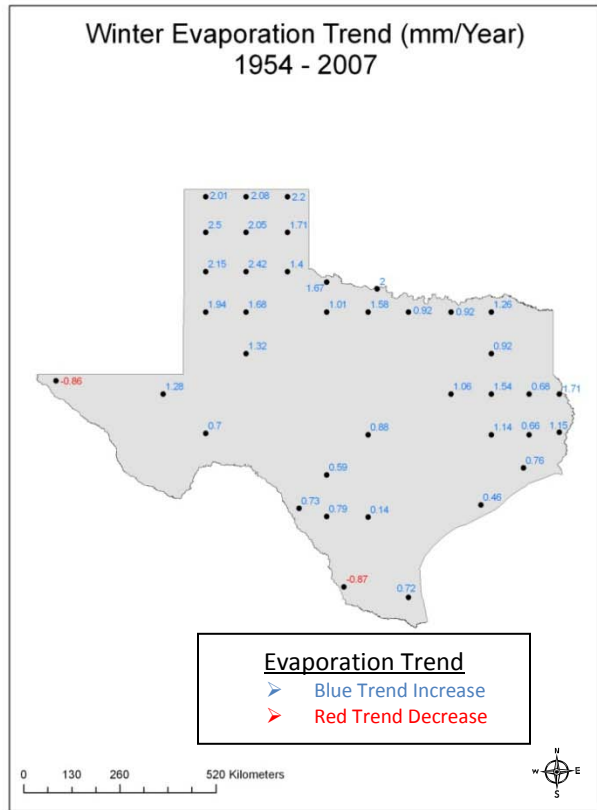 Winter Evaporation Trend (mm/Year)
1954 - 2007
2.01 2.08 2.2
2.5 2.05 1.71
2.15 2.42 1.4
1.67 2
1.94 1.68 1.01 1.58 0.92 0.92 1.26
1.32 0.92
-0.86 1.28 1.06 1.54 0.68 1.71
0.7 0.88 1.14 0.66 1.15
0.59 0.76
0.73 0.79 0.14 0.46
-0.87 0.72
Evaporation Trend
➢ Blue Trend Increase
➢ Red Trend Decrease
N
W E
S
0 130 260 520 Kilometers